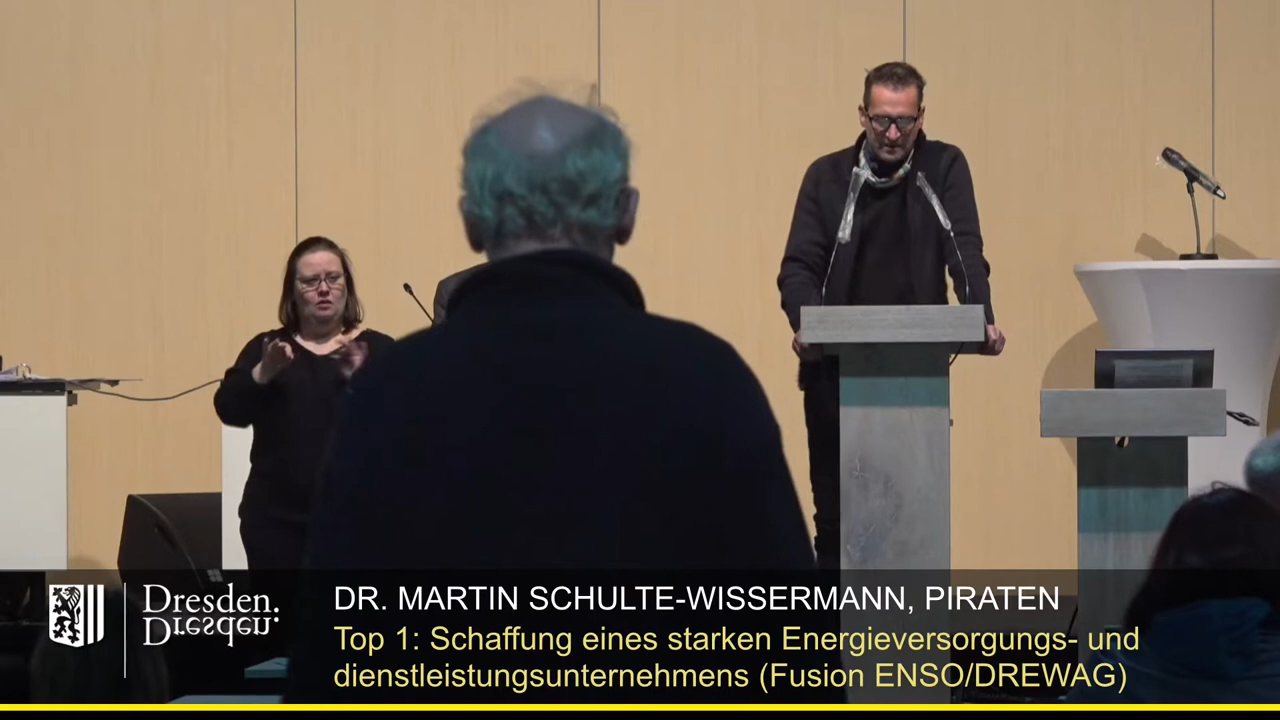 Dresden.
Dresden.
DR. MARTIN SCHULTE-WISSERMANN, PIRATEN
Top 1: Schaffung eines starken Energieversorgungs- und
dienstleistungsunternehmens (Fusion ENSO/DREWAG)